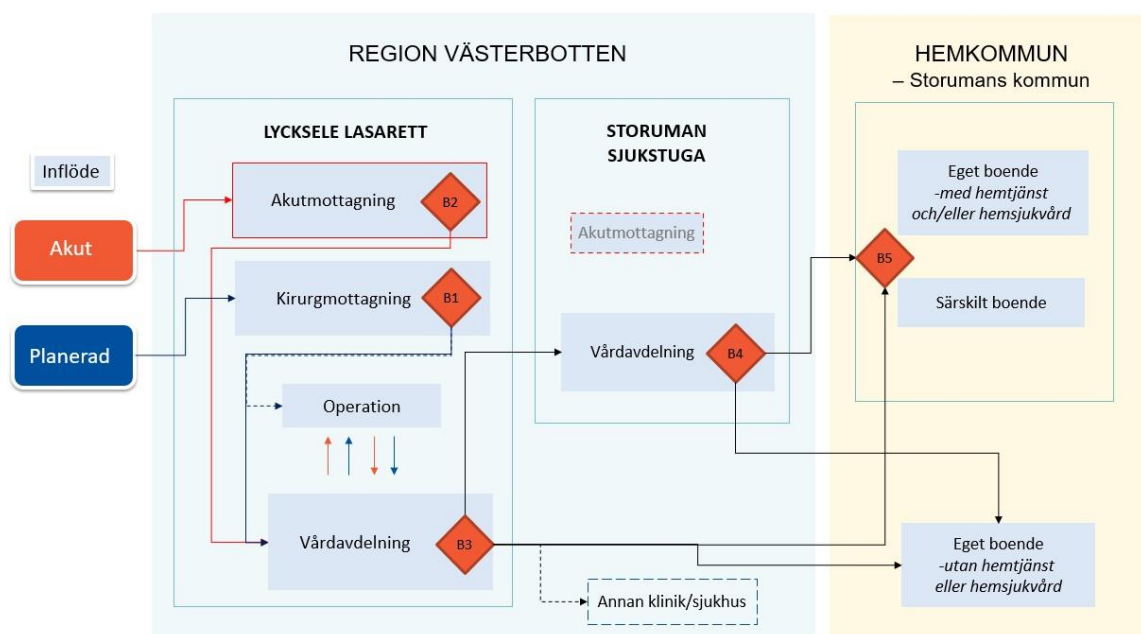 REGION VÄSTERBOTTEN
HEMKOMMUN
– Storumans kommun
Inflöde
Akut
Planerad
LYCKSELE LASARETT
Akutmottagning
B2
Kirurgmottagning
B1
Operation
Vårdavdelning
B3
STORUMAN
SJUKSTUGA
Akutmottagning
Vårdavdelning
B4
Annan klinik/sjukhus
Eget boende
-med hemtjänst
och/eller hemsjukvård
B5
Särskilt boende
Eget boende
-utan hemtjänst
eller hemsjukvård